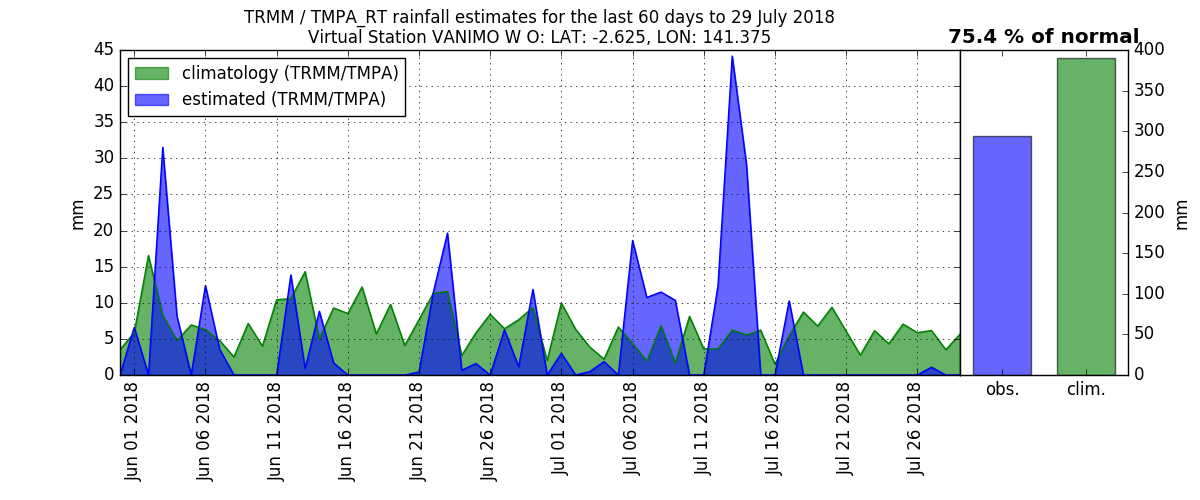 TRMM / TMPA_RT rainfall estimates for the last 60 days to 29 July 2018
Virtual Station VANIMO W O: LAT: -2.625, LON: 141.375
75.4 % of normal
climatology (TRMM/TMPA)
estimated (TRMM/TMPA)
45
40
35
30
25
20
15
10
5
0
mm
Jun 01 2018
Jun 06 2018
Jun 11 2018
Jun 16 2018
Jun 21 2018
Jun 26 2018
Jul 01 2018
Jul 06 2018
Jul 11 2018
Jul 16 2018
Jul 21 2018
Jul 26 2018
400
350
300
250
200
150
100
50
0
mm
obs.
clim.